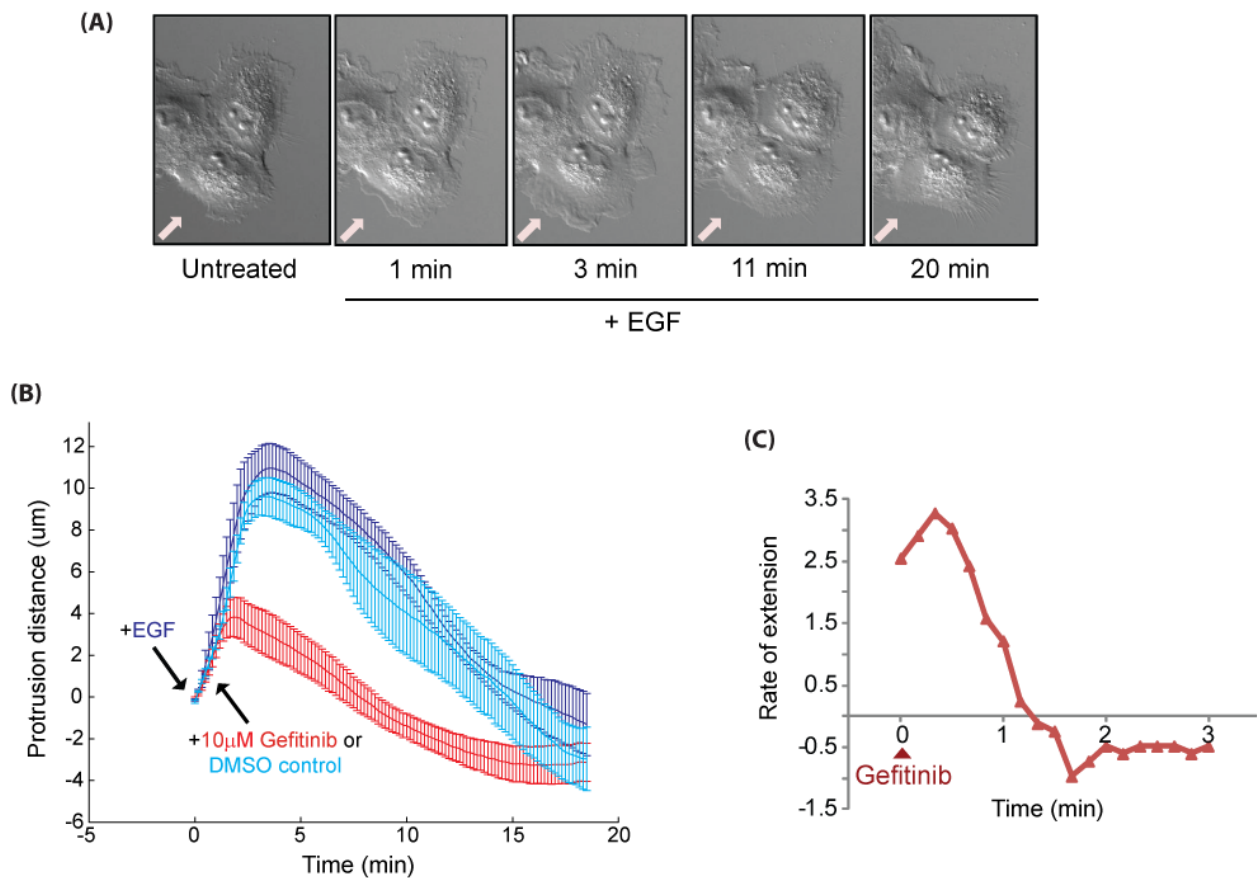 (A)
Untreated
1 min
3 min
11 min
20 min
+ EGF
(B)
Protrusion distance (um)
12
10
8
6
4
2
0
-2
-4
-6
+EGF
+10μM Gefitinib or
DMSO control
-5
0
5
10
15
20
Time (min)
(C)
Rate of extension
3.5
2.5
1.5
0.5
-0.5
-1.5
0
1
2
3
Gefitinib
Time (min)